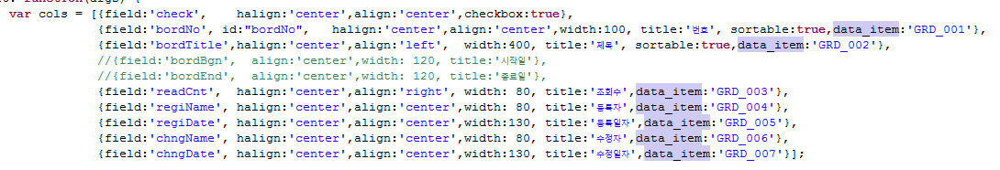 var cols = [{field:'check',    halign:'center',align:'center',checkbox:true},
{field:'bordNo', id:"bordNo",   halign:'center',align:'center',width:100, title:'번호', sortable:true,data_item:'GRD_001'},
{field:'bordTitle',halign:'center',align:'left',  width:400, title:'제목', sortable:true,data_item:'GRD_002'},
//{field:'bordBgn',  align:'center',width: 120, title:'시작일'},
//{field:'bordEnd',  align:'center',width: 120, title:'종료일'},
{field:'readCnt',  halign:'center',align:'right', width: 80, title:'조회수',data_item:'GRD_003'},
{field:'regiName', halign:'center',align:'center',width: 80, title:'등록자',data_item:'GRD_004'},
{field:'regiDate', halign:'center',align:'center',width:130, title:'등록일자',data_item:'GRD_005'},
{field:'chngName', halign:'center',align:'center',width: 80, title:'수정자',data_item:'GRD_006'},
{field:'chngDate', halign:'center',align:'center',width:130, title:'수정일자',data_item:'GRD_007'}];